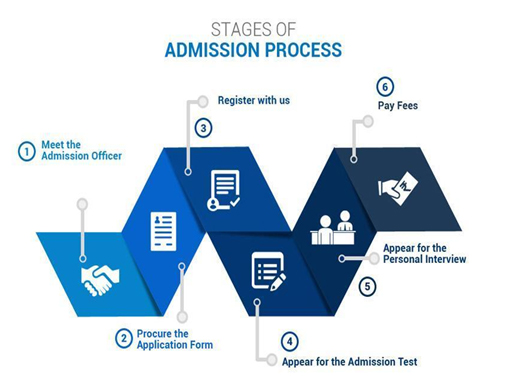 STAGES OF
ADMISSION PROCESS
1
Meet the
Admission Officer
2
Procure the
Application Form
3
Register with us
4
Appear for the Admission Test
5
Appear for the
Personal Interview
6
Pay Fees